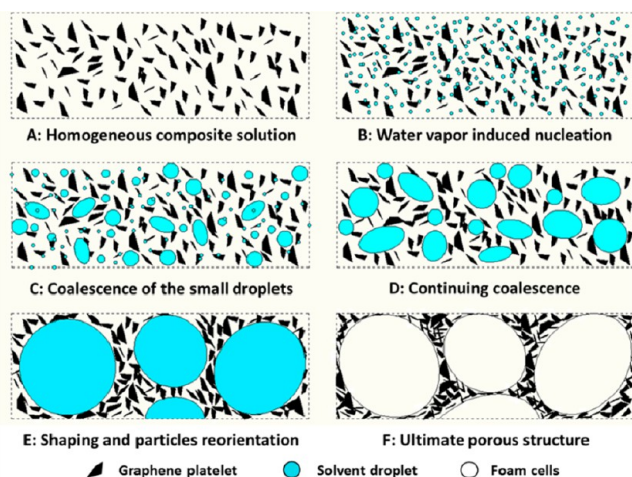 A: Homogeneous composite solution
B: Water vapor induced nucleation
C: Coalescence of the small droplets
D: Continuing coalescence
E: Shaping and particles reorientation
F: Ultimate porous structure
Graphene platelet
Solvent droplet
Foam cells